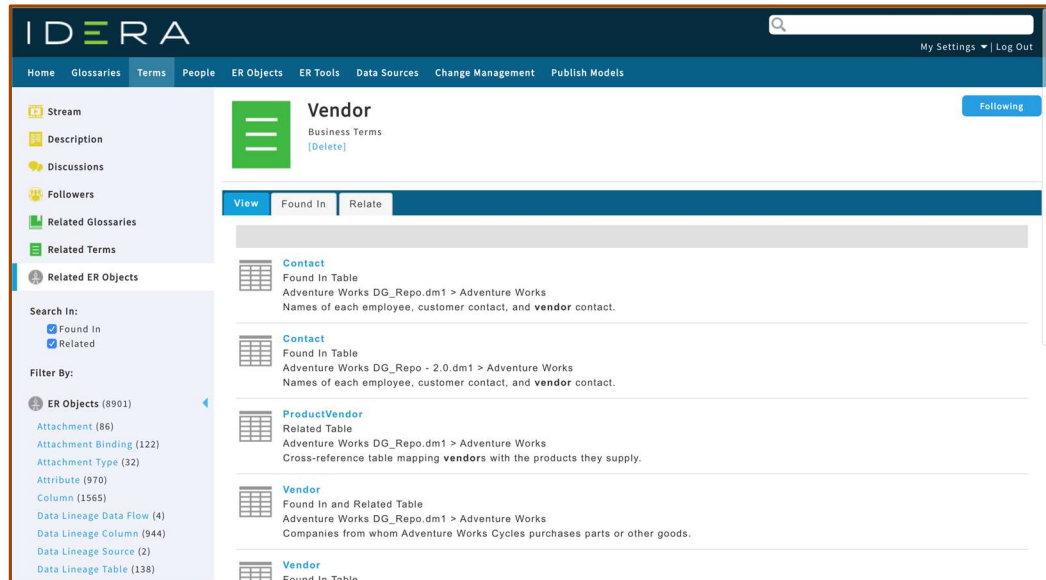 IDERA
My Settings | Log Out
Home Glossaries Terms People ER Objects ER Tools Data Sources Change Management Publish Models
Stream
Description
Discussions
Followers
Related Glossaries
Related Terms
Related ER Objects
Search In:
Found In
Related
Filter By:
ER Objects (8901)
Attachment (86)
Attachment Binding (122)
Attachment Type (32)
Attribute (970)
Column (1565)
Data Lineage Data Flow (4)
Data Lineage Column (944)
Data Lineage Source (2)
Data Lineage Table (138)
Vendor
Business Terms
[Delete]
Following
View Found In Relate
Contact
Found In Table
Adventure Works DG_Repo.dm1 > Adventure Works
Names of each employee, customer contact, and vendor contact.
Contact
Found In Table
Adventure Works DG_Repo - 2.0.dm1 > Adventure Works
Names of each employee, customer contact, and vendor contact.
ProductVendor
Related Table
Adventure Works DG_Repo.dm1 > Adventure Works
Cross-reference table mapping vendors with the products they supply.
Vendor
Found In and Related Table
Adventure Works DG_Repo.dm1 > Adventure Works
Companies from whom Adventure Works Cycles purchases parts or other goods.
Vendor
Found In Table